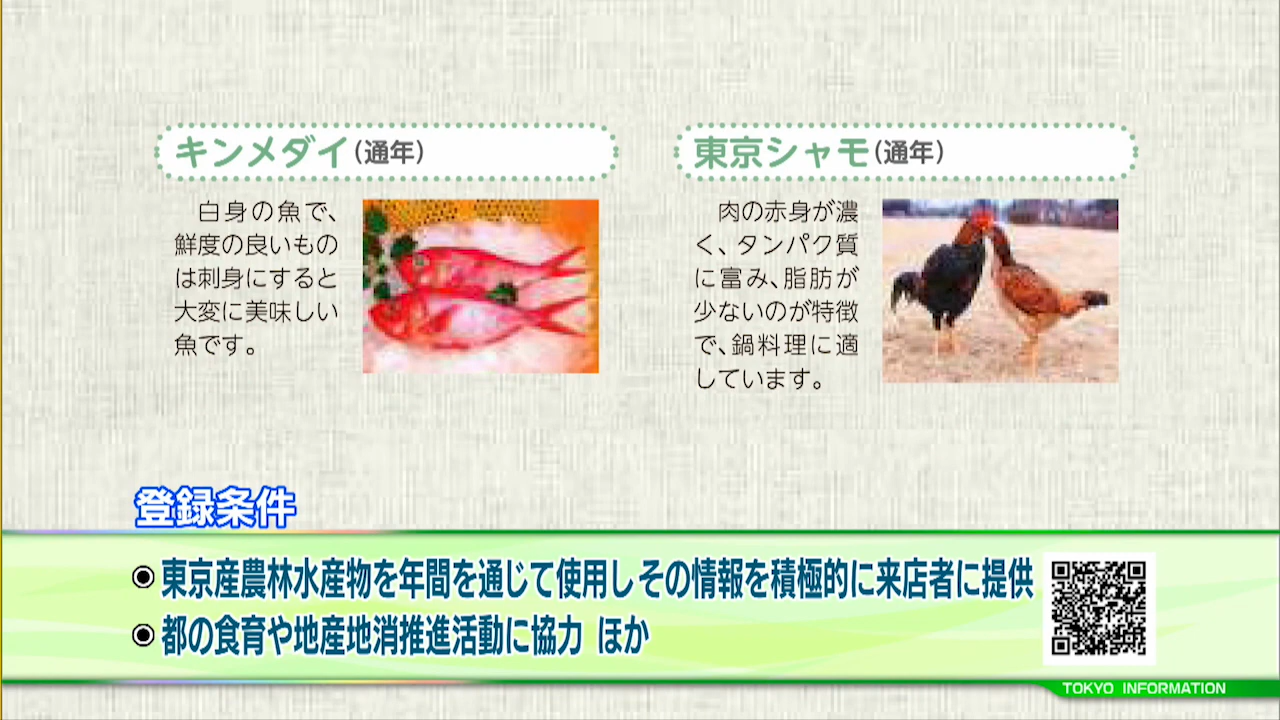 キンメダイ(通年)
白身の魚で、
鮮度の良いもの
は刺身にすると
大変に美味しい
魚です。
東京シャモ(通年)
肉の赤身が濃
く、タンパク質
に富み、脂肪が
少ないのが特徴
で、鍋料理に適
しています。
登録条件
◉東京産農林水産物を年間を通じて使用しその情報を積極的に来店者に提供
◉都の食育や地産地消推進活動に協力 ほか
TOKYO INFORMATION